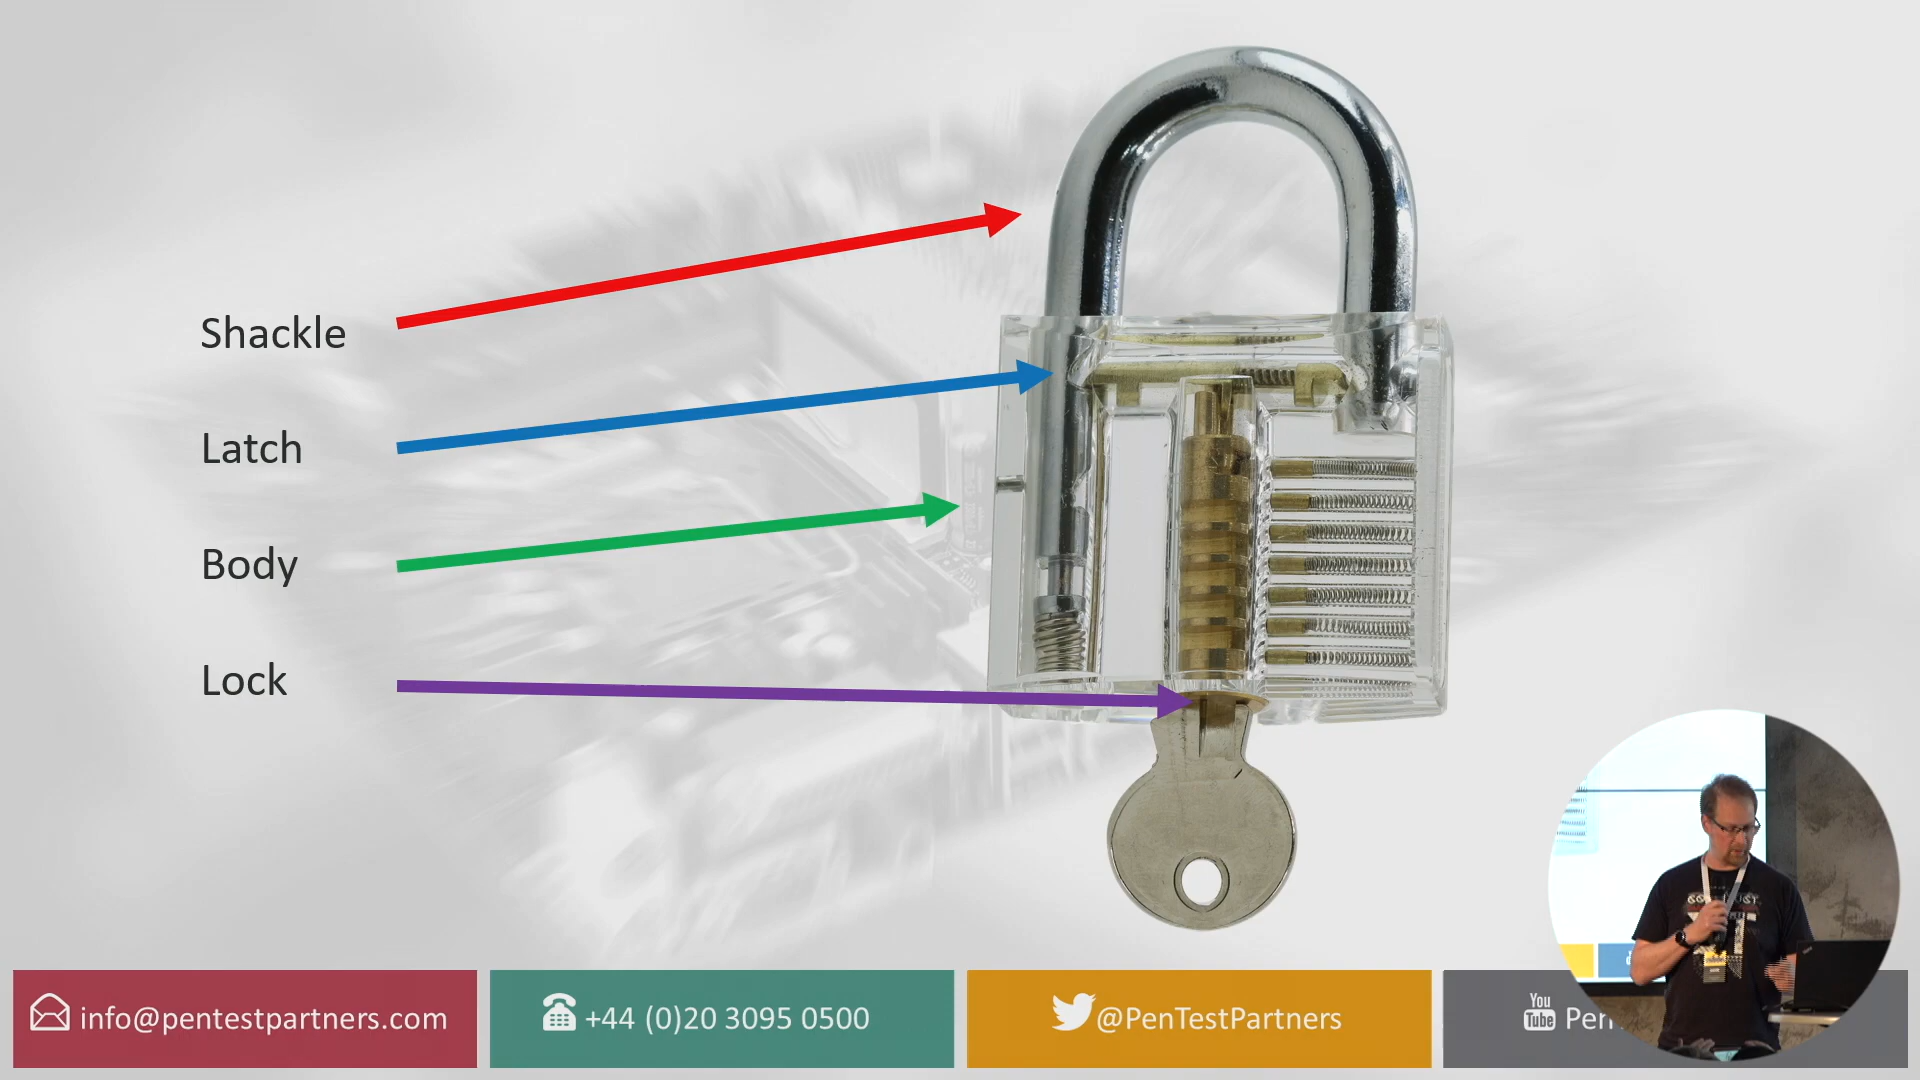 Shackle
Latch
Body
Lock
info@pentestpartners.com
+44 (0)20 3095 0500
@PenTestPartners
You
Tube